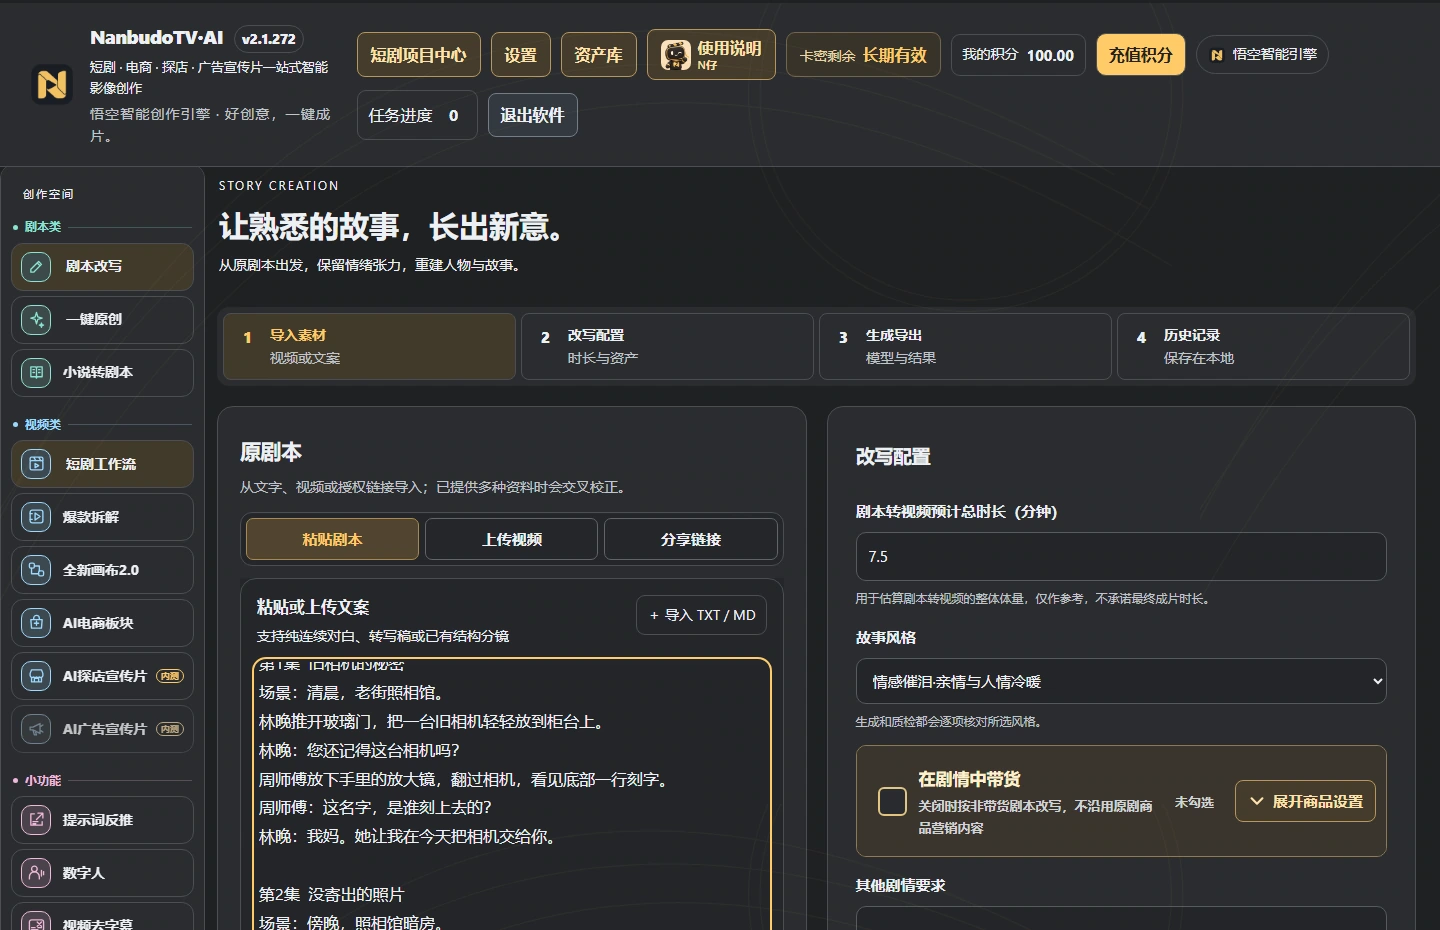 NanbudoTV·AI v2.1.272
短剧 · 电商 · 探店 · 广告宣传片一站式智能
影像创作
悟空智能创作引擎 · 好创意，一键成
片。
短剧项目中心
设置
资产库
使用说明
N仔
卡密剩余 长期有效
我的积分 100.00
充值积分
悟空智能引擎
任务进度 0
退出软件
创作空间
剧本类
剧本改写
一键原创
小说转剧本
视频类
短剧工作流
爆款拆解
全新画布2.0
AI电商板块
AI探店宣传片 内测
AI广告宣传片 内测
小功能
提示词反推
数字人
视频去字幕
STORY CREATION
让熟悉的故事，长出新意。
从原剧本出发，保留情绪张力，重建人物与故事。
1 导入素材
视频或文案
2 改写配置
时长与资产
3 生成导出
模型与结果
4 历史记录
保存在本地
原剧本
从文字、视频或授权链接导入；已提供多种资料时会交叉校正。
粘贴剧本
上传视频
分享链接
粘贴或上传文案
支持纯连续对白、转写稿或已有结构分镜
+ 导入 TXT / MD
第1集 旧相机的秘密
场景：清晨，老街照相馆。
林晚推开玻璃门，把一台旧相机轻轻放到柜台上。
林晚：您还记得这台相机吗？
周师傅放下手里的放大镜，翻过相机，看见底部一行刻字。
周师傅：这名字，是谁刻上去的？
林晚：我妈。她让我在今天把相机交给你。
第2集 没寄出的照片
场景：傍晚，照相馆暗房。
改写配置
剧本转视频预计总时长（分钟）
7.5
用于估算剧本转视频的整体体量，仅作参考，不承诺最终成片时长。
故事风格
情感催泪·亲情与人情冷暖
生成和质检都会逐项核对所选风格。
在剧情中带货
关闭时按非带货剧本改写，不沿用原剧商
品营销内容
未勾选
展开商品设置
其他剧情要求